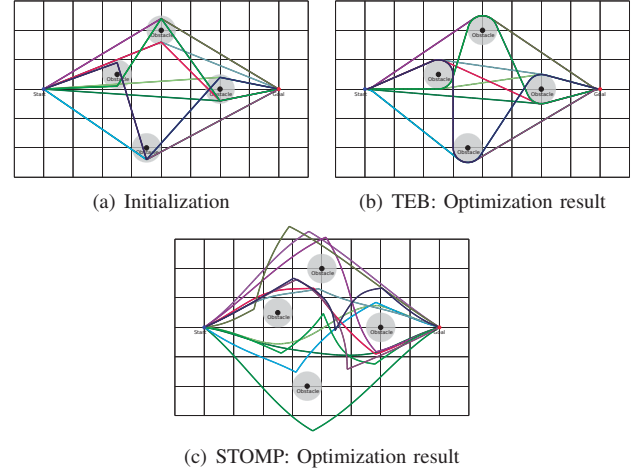 Obstacle
Obstacle
Start
Obstacle
Goal
Obstacle
(a) Initialization
Obstacle
Obstacle
Start
Obstacle
Goal
Obstacle
(b) TEB: Optimization result
Obstacle
Obstacle
Start
Obstacle
Goal
Obstacle
(c) STOMP: Optimization result